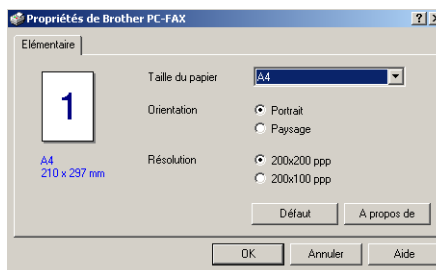 Propriétés de Brother PC-FAX
Elémentaire
1
A4
210 x 297 mm
Taille du papier
A4
Orientation
Portrait
Paysage
Résolution
200x200 ppp
200x100 ppp
Défaut
A propos de
OK
Annuler
Aide